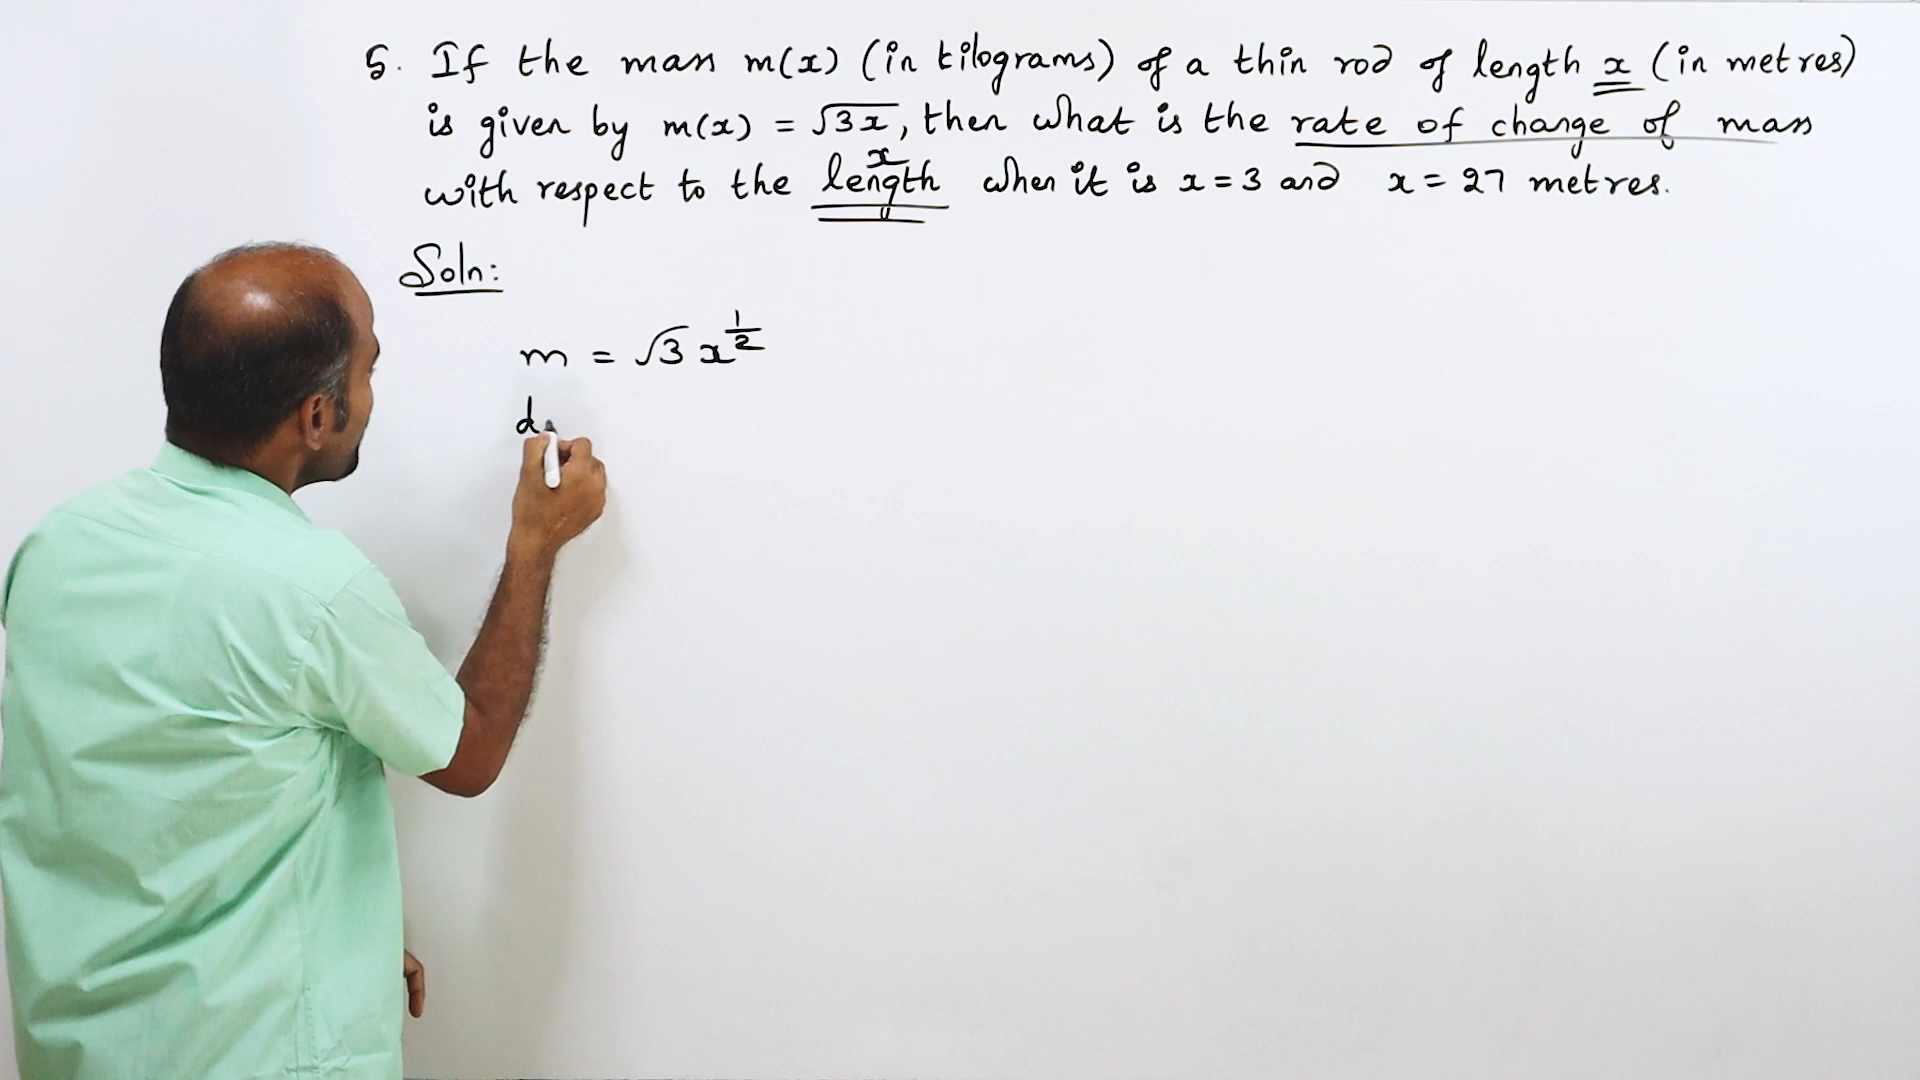 5. If the mass m(x) (in kilograms) of a thin rod of length x (in metres)
is given by m(x) = √3x, then what is the rate of change of mass
x
with respect to the length when it is x = 3 and x = 27 metres.
Soln:
m = √3 x^(1/2)
d